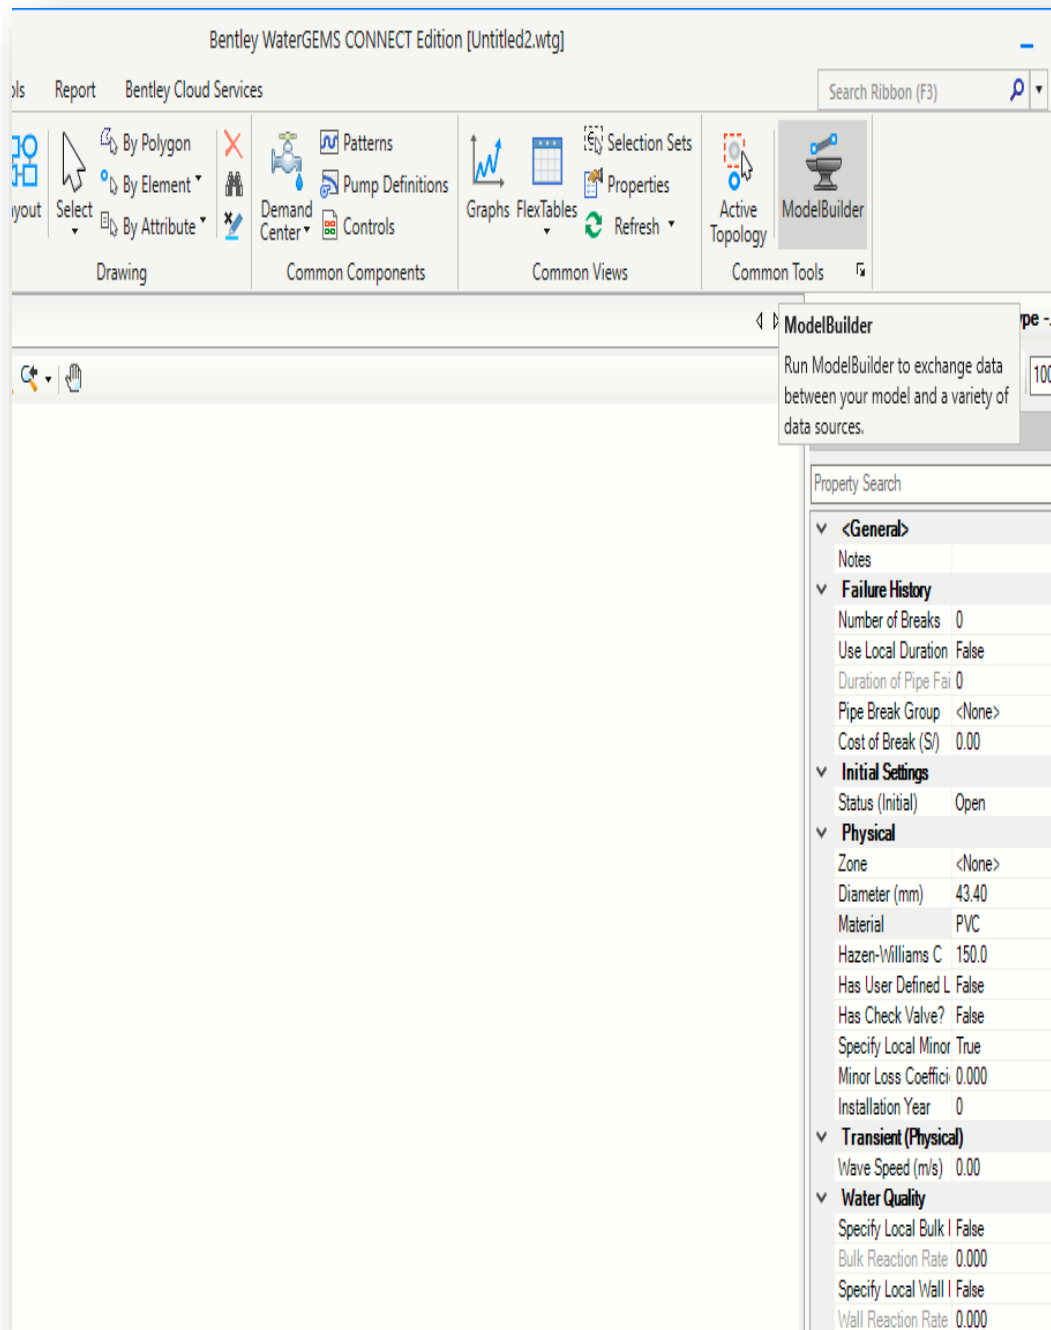 Bentley WaterGEMS CONNECT Edition [Untitled2.wtg]
Report Bentley Cloud Services
Search Ribbon (F3)
By Polygon
By Element
By Attribute
Select
Drawing
Demand
Center
Patterns
Pump Definitions
Controls
Common Components
Graphs
FlexTables
Selection Sets
Properties
Refresh
Common Views
Active
Topology
ModelBuilder
Common Tools
ModelBuilder
Run ModelBuilder to exchange data
between your model and a variety of
data sources.
100
Property Search
<General>
Notes
Failure History
Number of Breaks 0
Use Local Duration False
Duration of Pipe Fai 0
Pipe Break Group <None>
Cost of Break (S/) 0.00
Initial Settings
Status (Initial) Open
Physical
Zone <None>
Diameter (mm) 43.40
Material PVC
Hazen-Williams C 150.0
Has User Defined L False
Has Check Valve? False
Specify Local Minor True
Minor Loss Coeffici 0.000
Installation Year 0
Transient (Physical)
Wave Speed (m/s) 0.00
Water Quality
Specify Local Bulk False
Bulk Reaction Rate 0.000
Specify Local Wall False
Wall Reaction Rate 0.000